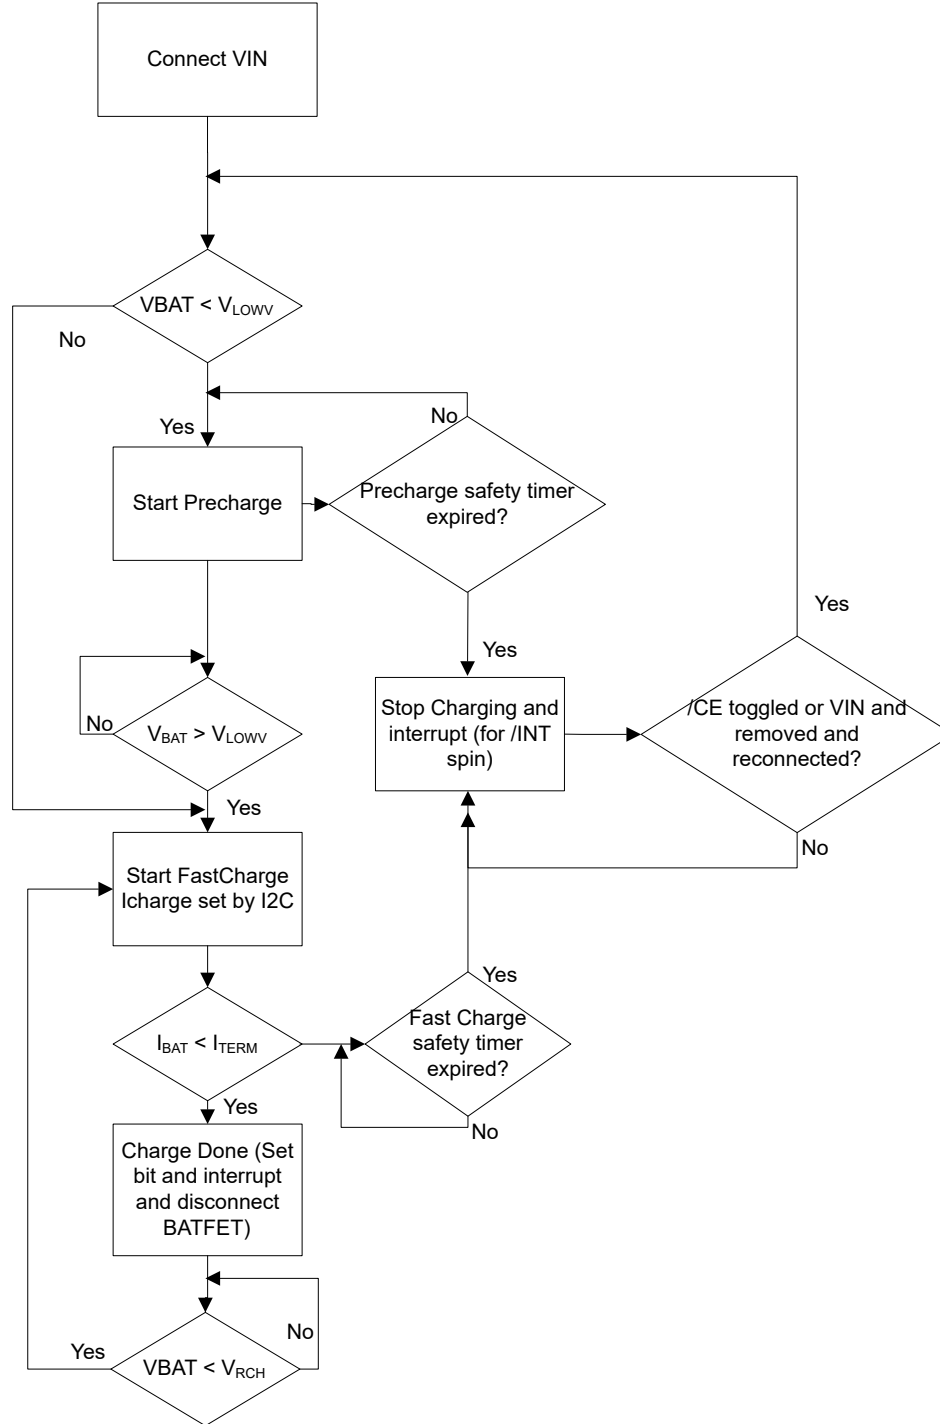 Connect VIN
VBAT < VLOWV
No
Yes
No
Start Precharge
Precharge safety timer
expired?
Yes
Yes
No
VBAT > VLOWV
Stop Charging and
interrupt (for /INT
spin)
/CE toggled or VIN and
removed and
reconnected?
Yes
No
Start FastCharge
Icharge set by I2C
Yes
IBAT < ITERM
Fast Charge
safety timer
expired?
Yes
No
Charge Done (Set
bit and interrupt
and disconnect
BATFET)
No
Yes
VBAT < VRCH